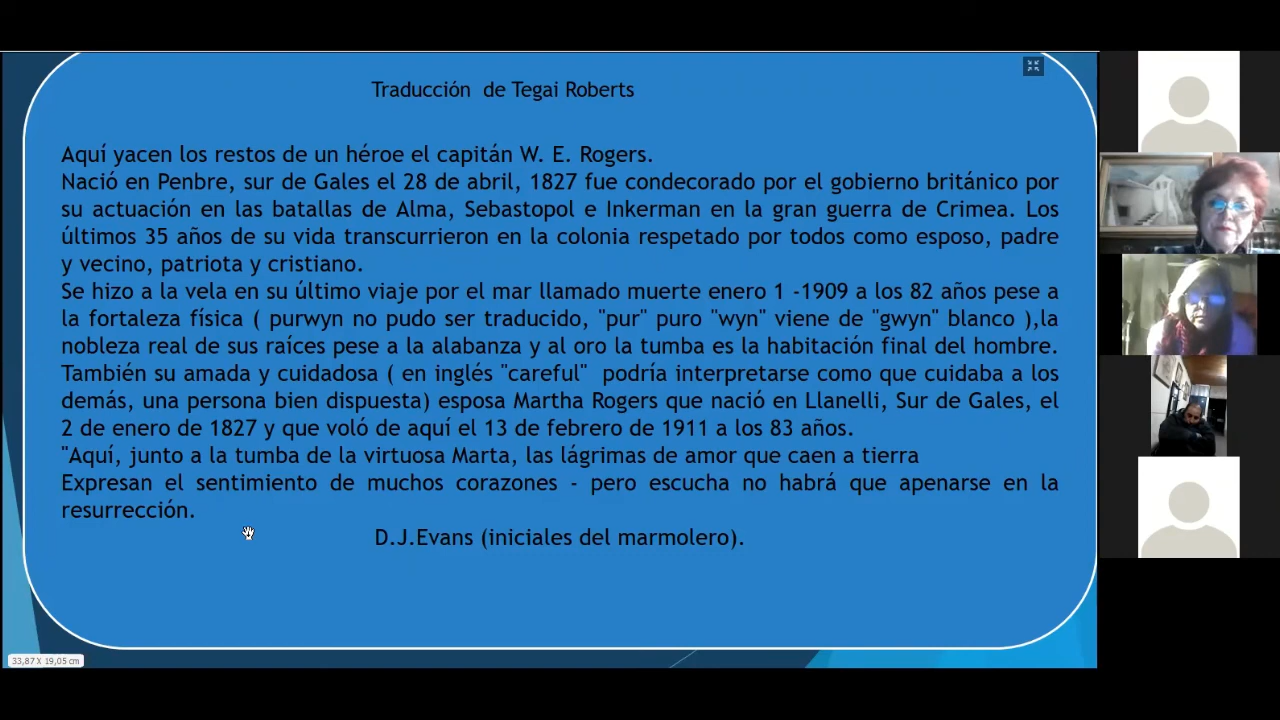 Traducción de Tegai Roberts
Aquí yacen los restos de un héroe el capitán W. E. Rogers.
Nació en Penbre, sur de Gales el 28 de abril, 1827 fue condecorado por el gobierno británico por
su actuación en las batallas de Alma, Sebastopol e Inkerman en la gran guerra de Crimea. Los
últimos 35 años de su vida transcurrieron en la colonia respetado por todos como esposo, padre
y vecino, patriota y cristiano.
Se hizo a la vela en su último viaje por el mar llamado muerte enero 1 -1909 a los 82 años pese a
la fortaleza física ( purwyn no pudo ser traducido, "pur" puro "wyn" viene de "gwyn" blanco ),la
nobleza real de sus raíces pese a la alabanza y al oro la tumba es la habitación final del hombre.
También su amada y cuidadosa ( en inglés "careful" podría interpretarse como que cuidaba a los
demás, una persona bien dispuesta) esposa Martha Rogers que nació en Llanelli, Sur de Gales, el
2 de enero de 1827 y que voló de aquí el 13 de febrero de 1911 a los 83 años.
"Aquí, junto a la tumba de la virtuosa Marta, las lágrimas de amor que caen a tierra
Expresan el sentimiento de muchos corazones - pero escucha no habrá que apenarse en la
resurrección.
D.J.Evans (iniciales del marmolero).
33,87 X 19,05 cm